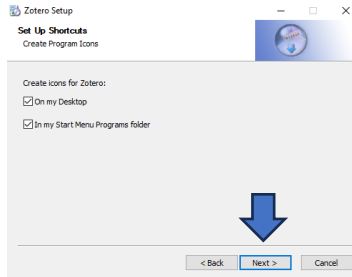 Zotero Setup
Set Up Shortcuts
Create Program Icons
Create icons for Zotero:
On my Desktop
In my Start Menu Programs folder
< Back Next > Cancel